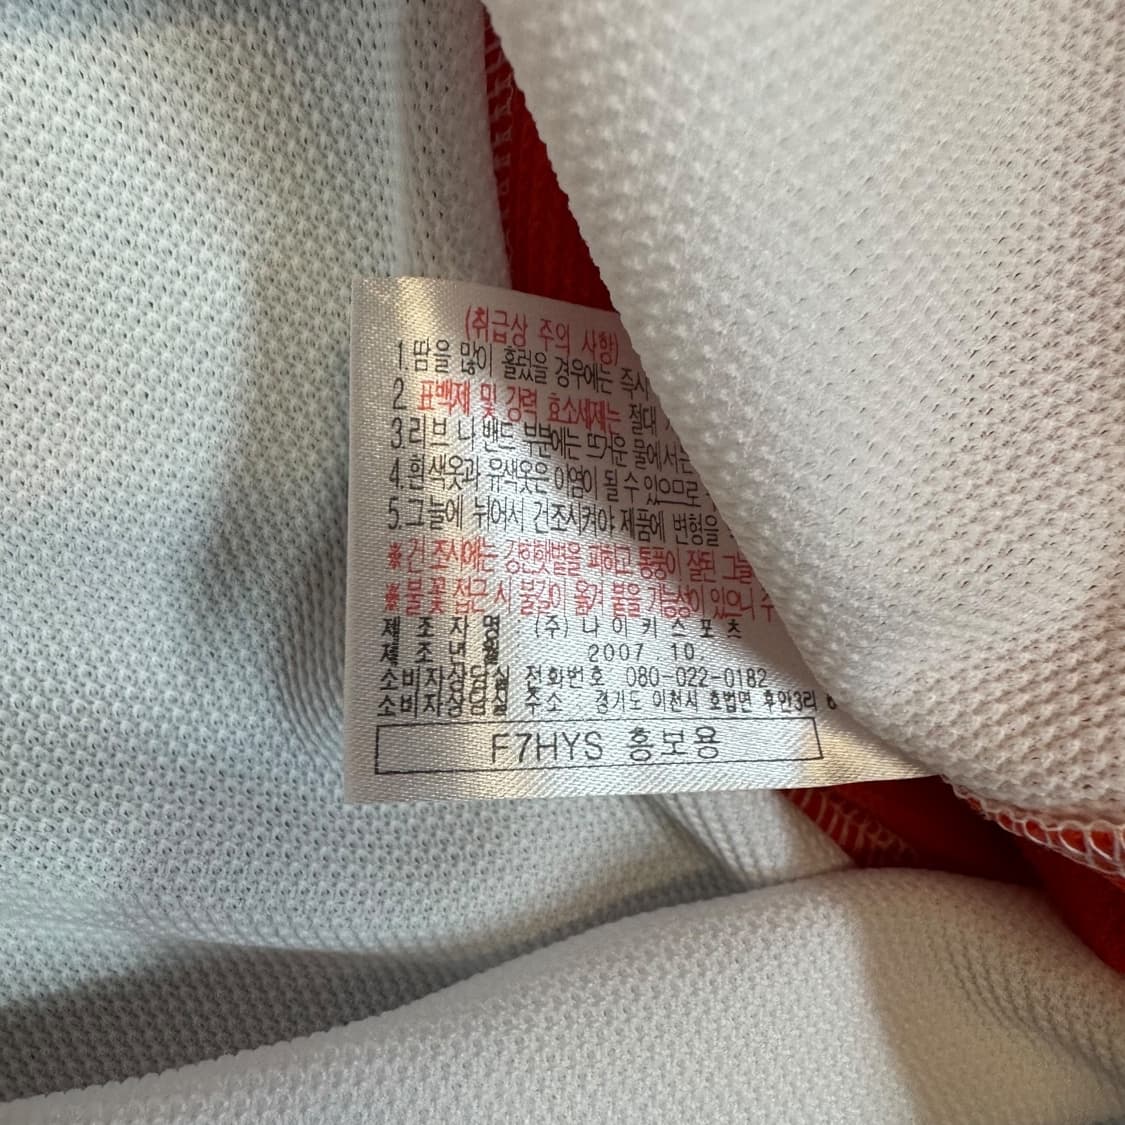 (취급상 주의 사항)
1.땀을 많이 흘렸을 경우에는 즉시
2. 표백제 및 강력 효소세제는 절대
3.리브 나 밴드 부분에는 뜨거운 물에서는
4.흰색옷과 유색옷은 이염이 될 수 있으므로
5.그늘에 뉘어서 건조시켜야 제품에 변형을
※건조시에는 강한햇볕을 피하고 통풍이 잘된 그늘
※불꽃 접근 시 불길이 옮겨 붙을 가능성이 있으니
제 조 자 명 (주) 나 이 키 스 포 츠
제 조 년 월 2007.10.
소비자상담실 전화번호 080-022-0182
소비자상담실 주소 경기도 이천시 호법면 후안3리
F7HYS 홍보용